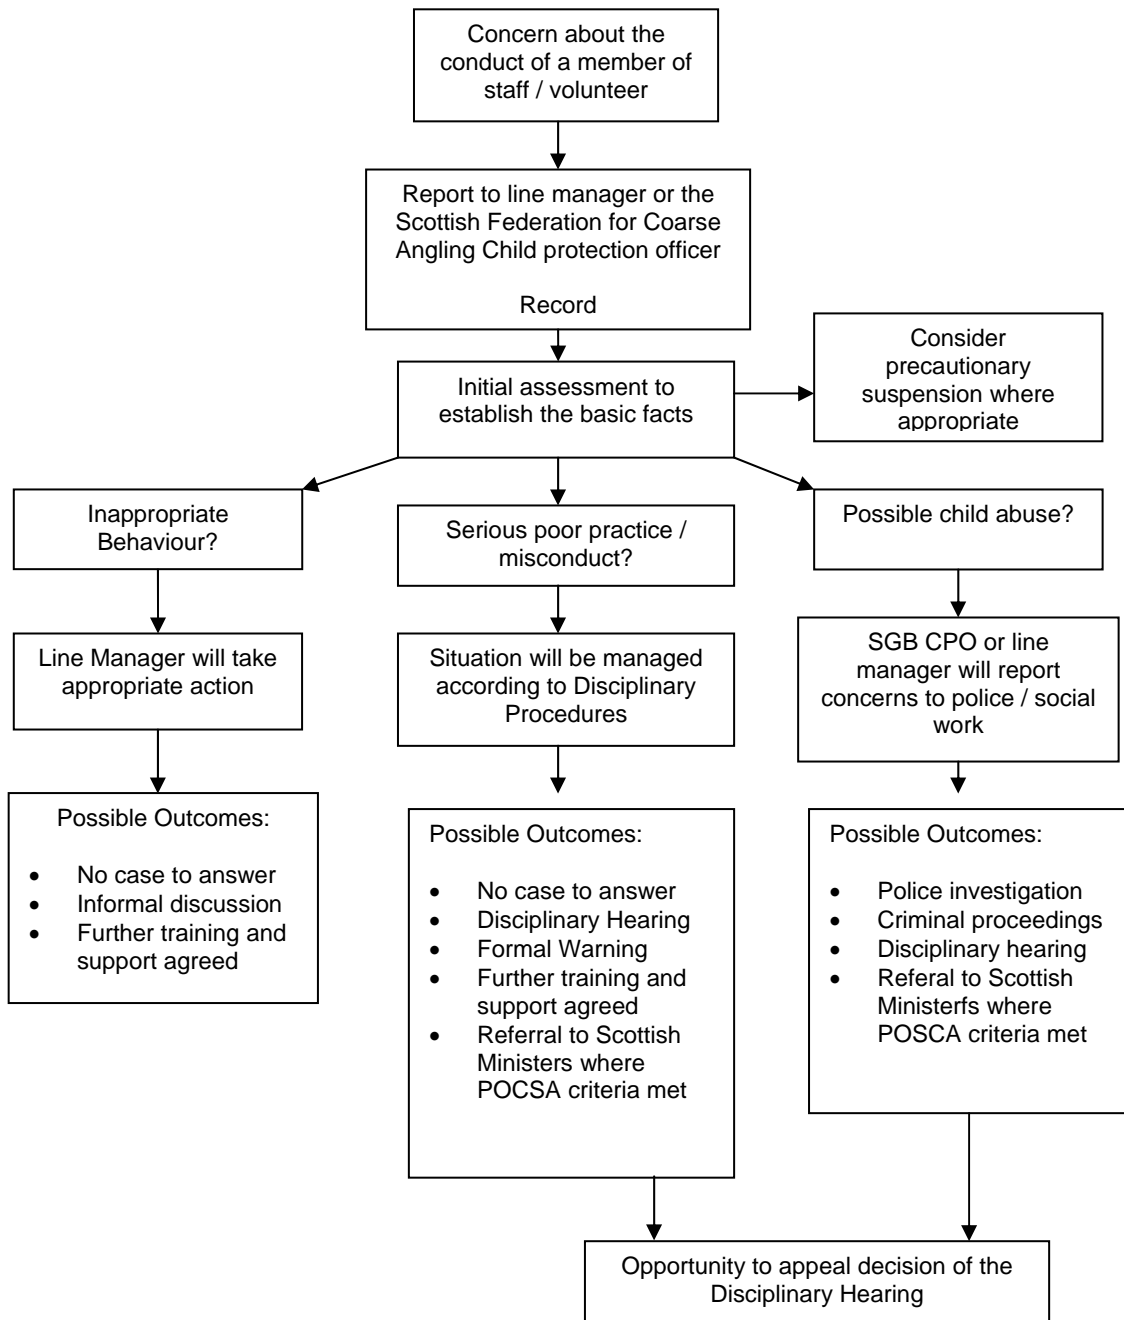 Concern about the
conduct of a member of
staff / volunteer
Report to line manager or the
Scottish Federation for Coarse
Angling Child protection officer
Record
Initial assessment to
establish the basic facts
Consider
precautionary
suspension where
appropriate
Inappropriate
Behaviour?
Serious poor practice /
misconduct?
Possible child abuse?
Line Manager will take
appropriate action
Situation will be managed
according to Disciplinary
Procedures
SGB CPO or line
manager will report
concerns to police / social
work
Possible Outcomes:
• No case to answer
• Informal discussion
• Further training and
support agreed
Possible Outcomes:
• No case to answer
• Disciplinary Hearing
• Formal Warning
• Further training and
support agreed
• Referral to Scottish
Ministers where
POCSA criteria met
Possible Outcomes:
• Police investigation
• Criminal proceedings
• Disciplinary hearing
• Referal to Scottish
Ministerfs where
POSCA criteria met
Opportunity to appeal decision of the
Disciplinary Hearing